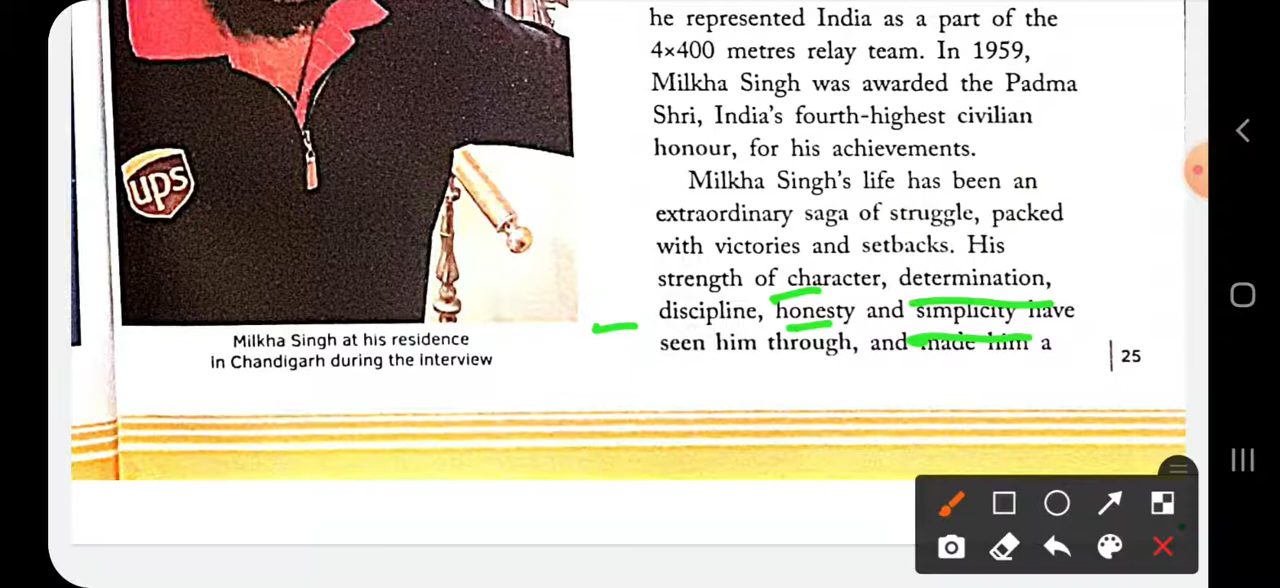 he represented India as a part of the
4×400 metres relay team. In 1959,
Milkha Singh was awarded the Padma
Shri, India's fourth-highest civilian
honour, for his achievements.
Milkha Singh's life has been an
extraordinary saga of struggle, packed
with victories and setbacks. His
strength of character, determination,
discipline, honesty and simplicity have
seen him through, and made him a
ups
Milkha Singh at his residence
in Chandigarh during the interview
25